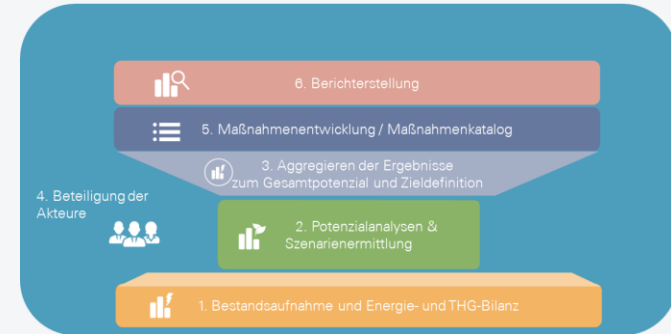 6. Berichterstellung
5. Maßnahmenentwicklung / Maßnahmenkatalog
3. Aggregieren der Ergebnisse
zum Gesamtpotenzial und Zieldefinition
4. Beteiligung der
Akteure
2. Potenzialanalysen &
Szenarienermittlung
1. Bestandsaufnahme und Energie- und THG-Bilanz